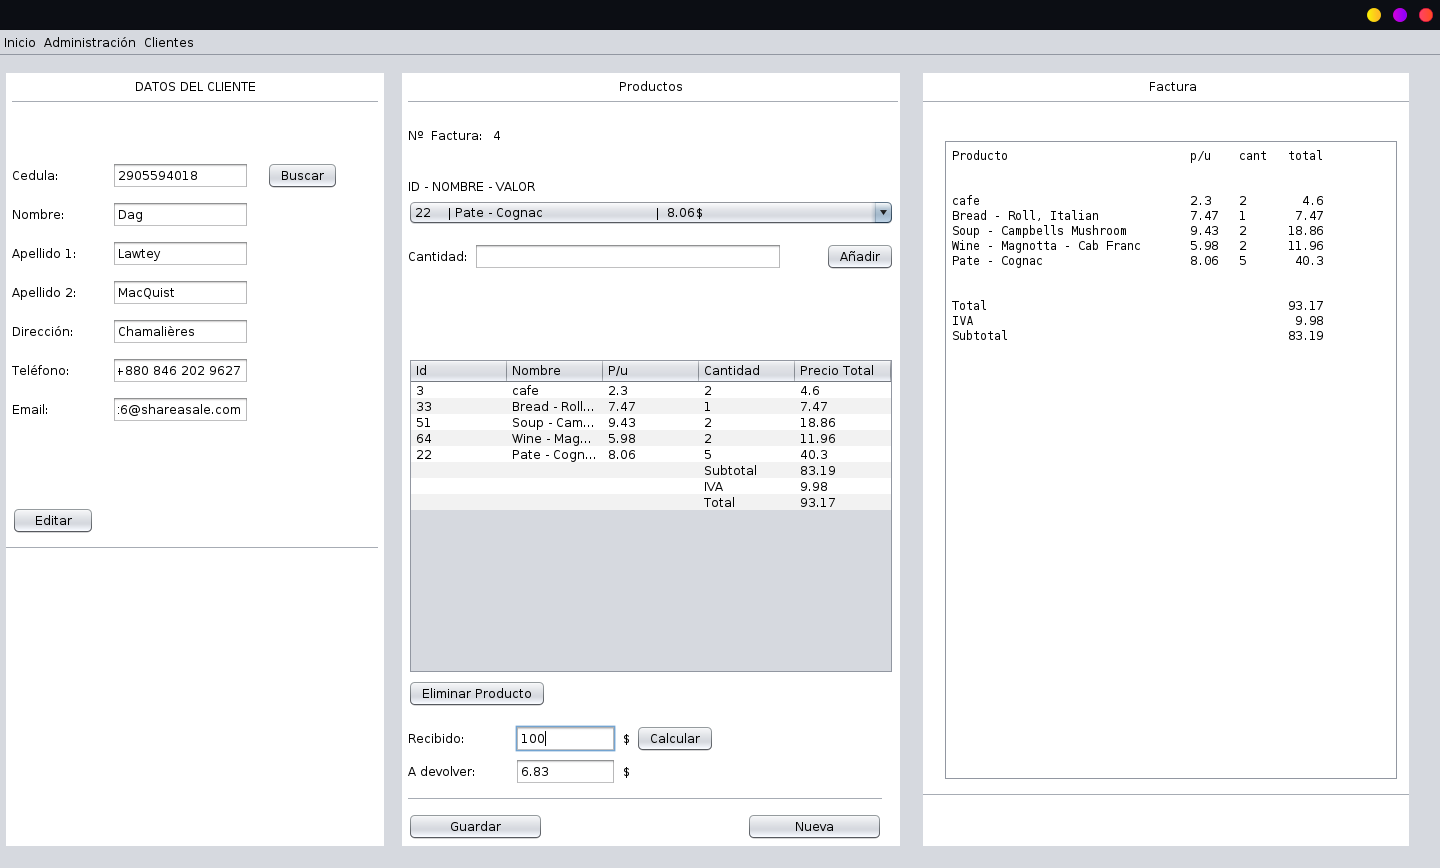 Inicio Administración Clientes
DATOS DEL CLIENTE
Cedula: 2905594018 Buscar
Nombre: Dag
Apellido 1: Lawtey
Apellido 2: MacQuist
Dirección: Chamalières
Teléfono: +880 846 202 9627
Email: :6@shareasale.com
Editar
Productos
Nº Factura: 4
ID - NOMBRE - VALOR
22 | Pate - Cognac | 8.06$
Cantidad: Añadir
Id Nombre P/u Cantidad Precio Total
3 cafe 2.3 2 4.6
33 Bread - Roll... 7.47 1 7.47
51 Soup - Cam... 9.43 2 18.86
64 Wine - Mag... 5.98 2 11.96
22 Pate - Cogn... 8.06 5 40.3
Subtotal 83.19
IVA 9.98
Total 93.17
Eliminar Producto
Recibido: 100 $ Calcular
A devolver: 6.83 $
Guardar Nueva
Factura
Producto p/u cant total
cafe 2.3 2 4.6
Bread - Roll, Italian 7.47 1 7.47
Soup - Campbells Mushroom 9.43 2 18.86
Wine - Magnotta - Cab Franc 5.98 2 11.96
Pate - Cognac 8.06 5 40.3
Total 93.17
IVA 9.98
Subtotal 83.19